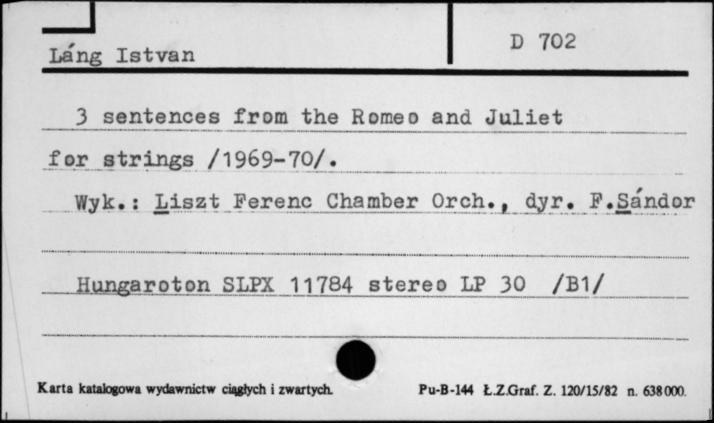 Láng Istvan
D 702
3 sentences from the Romeo and Juliet
for strings /1969-70/.
Wyk.: Liszt Ferenc Chamber Orch., dyr. F.Sándor
Hungaroton SLPX 11784 stereo LP 30 /B1/
Karta katalogowa wydawnictw ciągłych i zwartych.
Pu-B-144 Ł.Z.Graf. Z. 120/15/82 n. 638000.